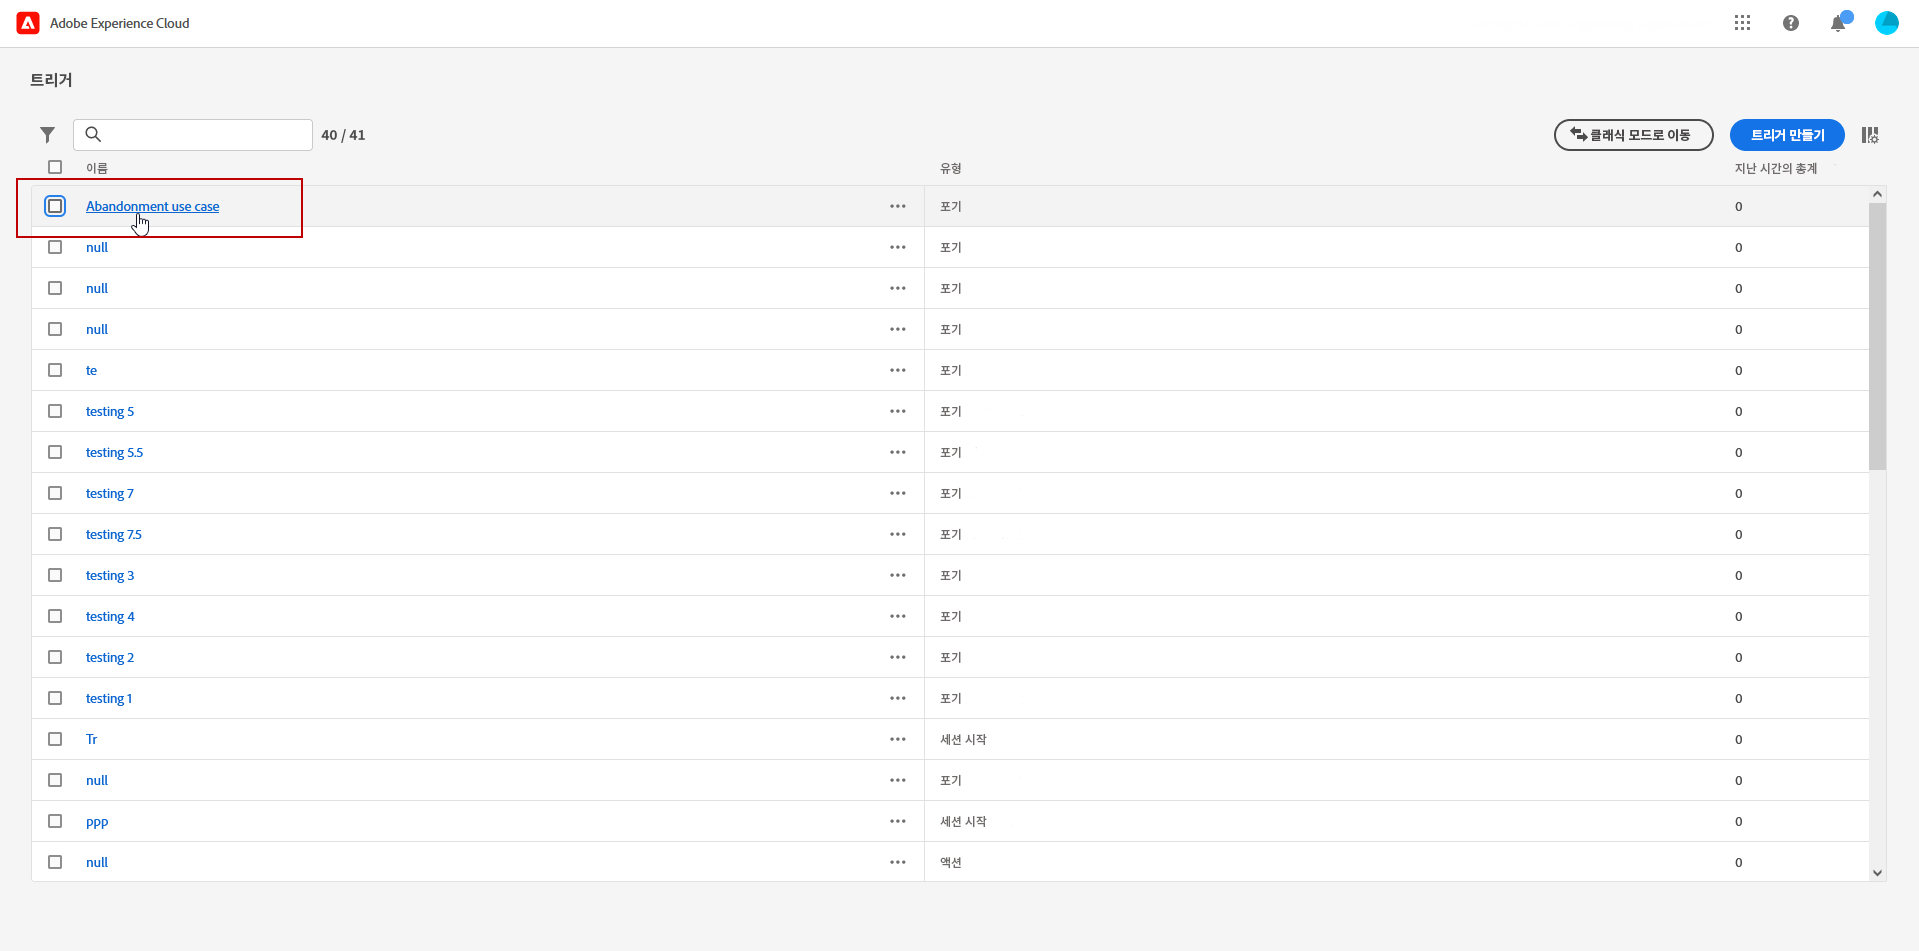 Adobe Experience Cloud
트리거
40 / 41
클래식 모드로 이동
트리거 만들기
이름 유형 지난 시간의 총계
Abandonment use case 포기 0
null 포기 0
null 포기 0
null 포기 0
te 포기 0
testing 5 포기 0
testing 5.5 포기 0
testing 7 포기 0
testing 7.5 포기 0
testing 3 포기 0
testing 4 포기 0
testing 2 포기 0
testing 1 포기 0
Tr 세션 시작 0
null 포기 0
ppp 세션 시작 0
null 액션 0